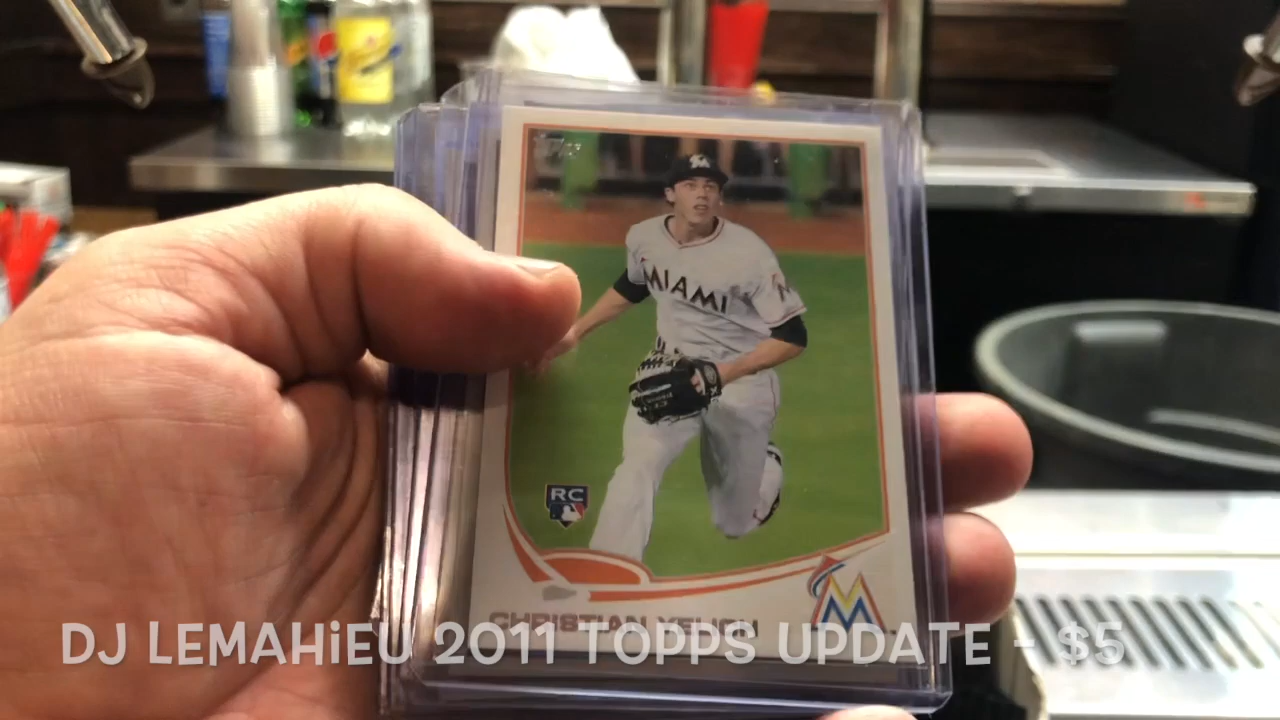 MIAMI
RC
CHRISTIAN YELICH
DJ LEMAHiEU 2011 TOPPS UPDATE - $5